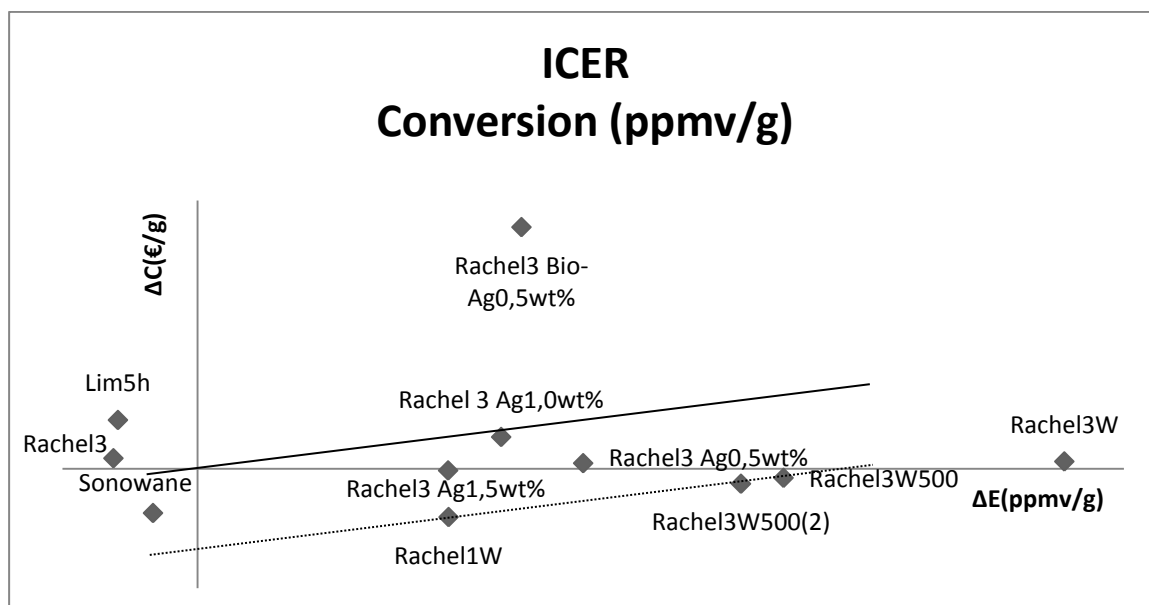 ICER
Conversion (ppmv/g)
ΔC(€/g)
Rachel3 Bio-
Ag0,5wt%
Lim5h
Rachel 3 Ag1,0wt%
Rachel3W
Rachel3
Rachel3 Ag0,5wt%
Sonowane
Rachel3 Ag1,5wt%
Rachel3W500
ΔE(ppmv/g)
Rachel3W500(2)
Rachel1W